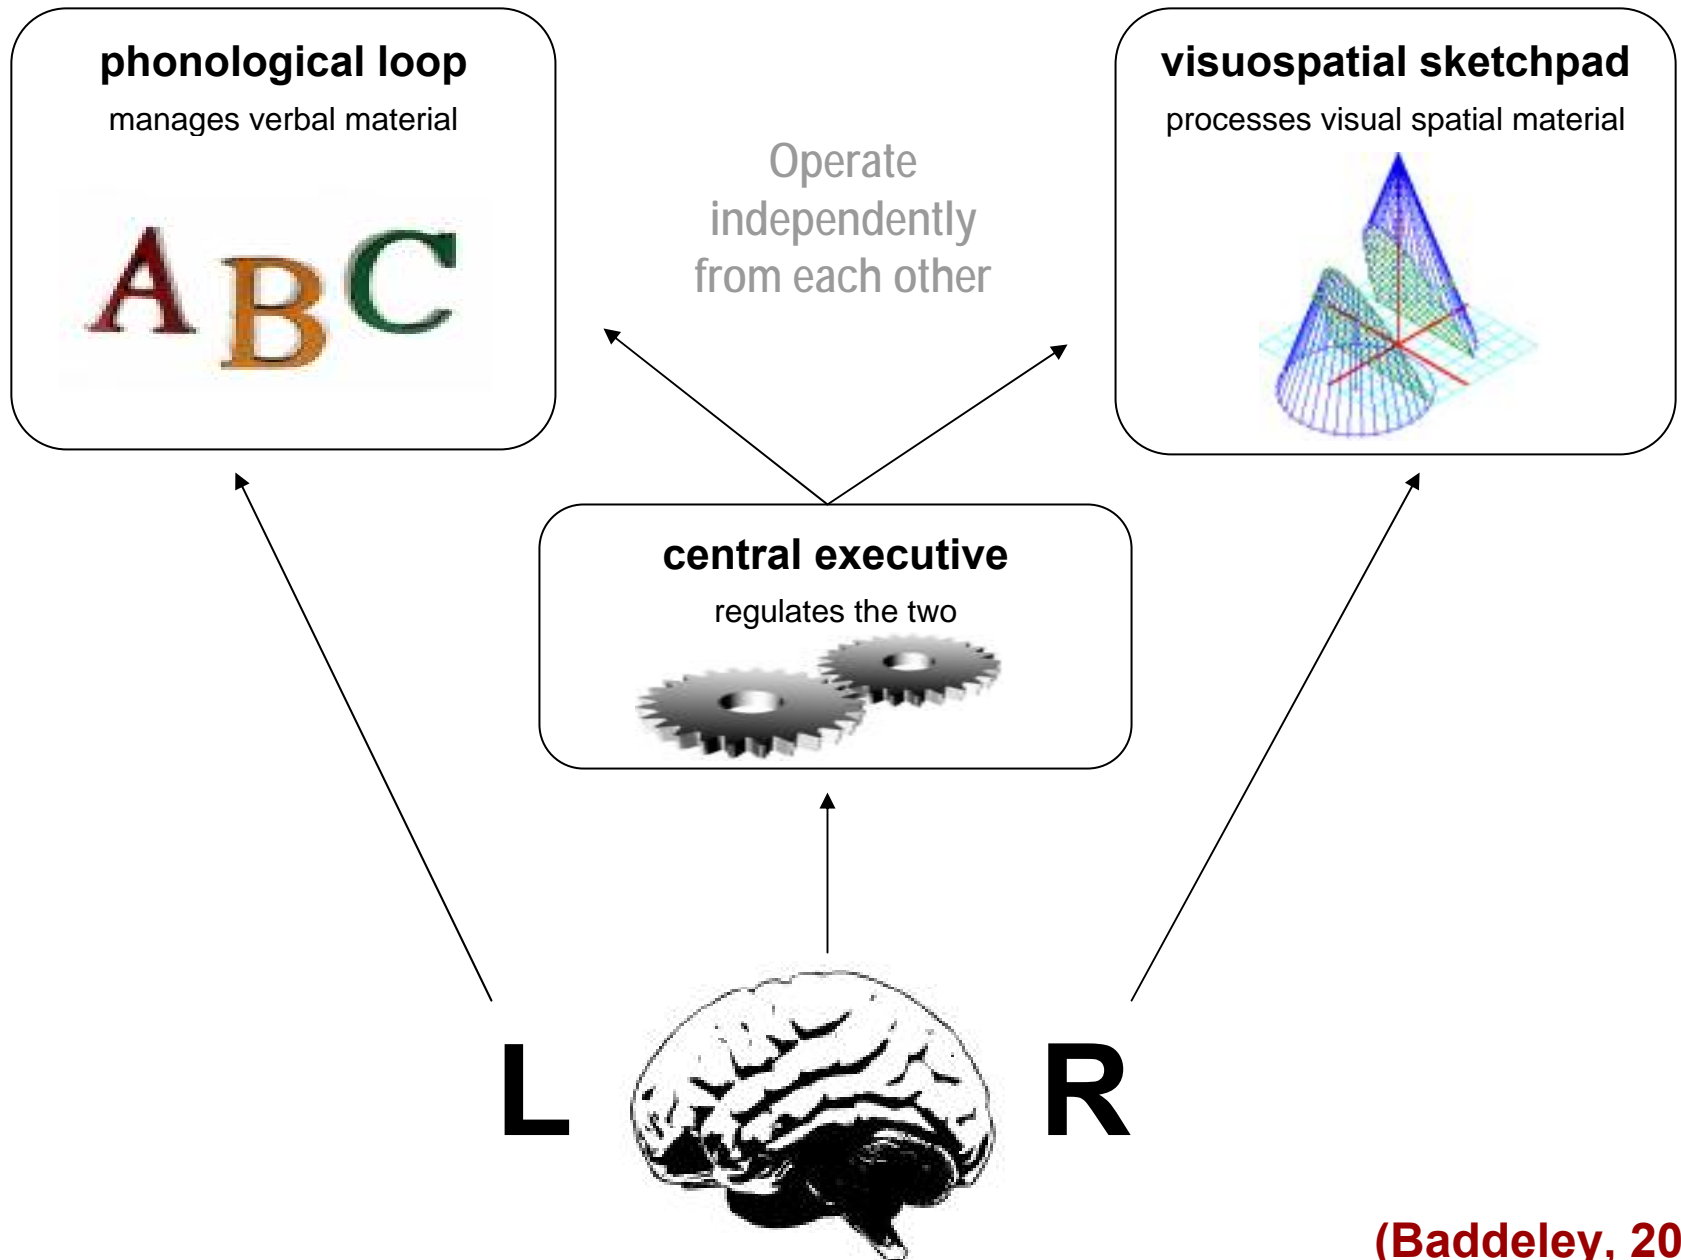 phonological loop
manages verbal material
A B C
Operate
independently
from each other
visuospatial sketchpad
processes visual spatial material
central executive
regulates the two
L
R
(Baddeley, 20